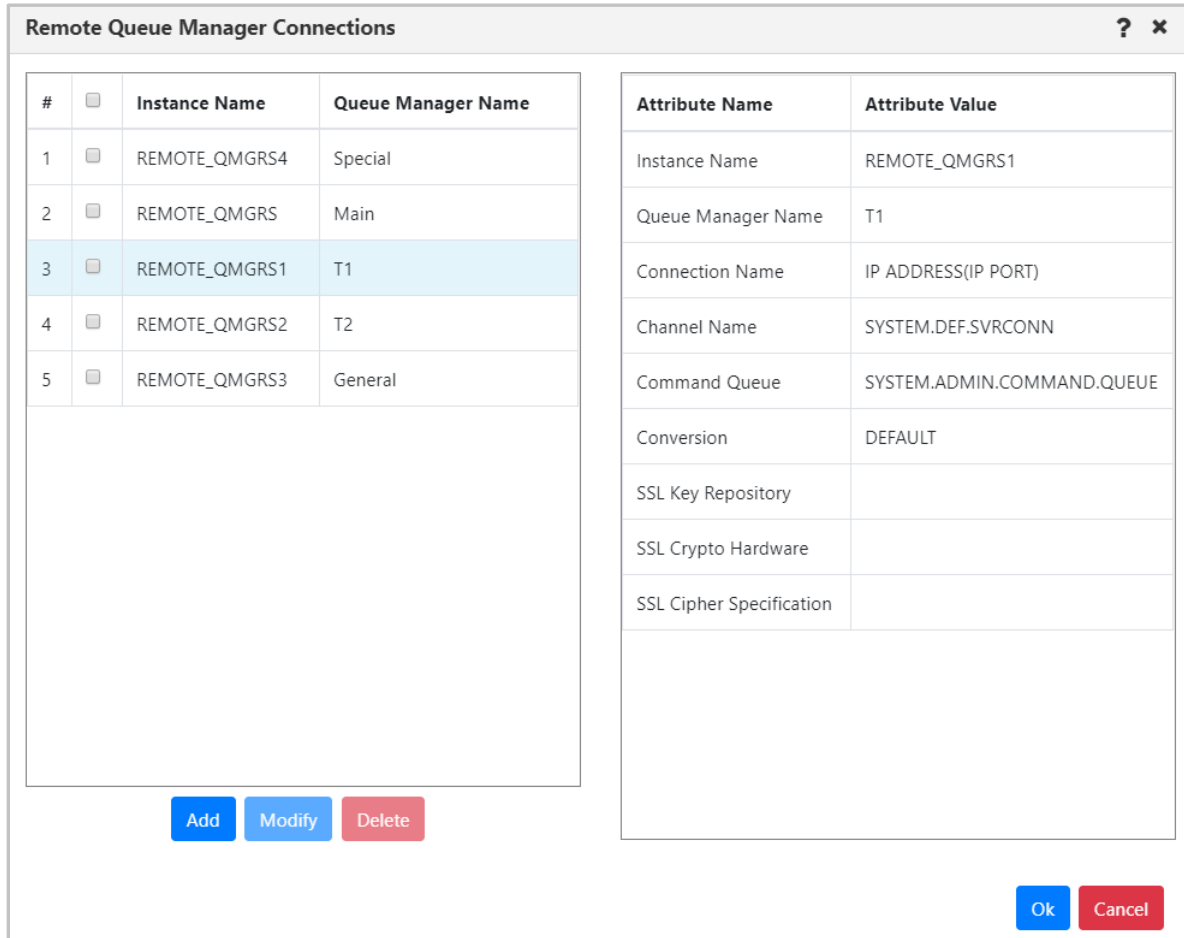 Remote Queue Manager Connections ? ×
# Instance Name Queue Manager Name
1 REMOTE_QMGRS4 Special
2 REMOTE_QMGRS Main
3 REMOTE_QMGRS1 T1
4 REMOTE_QMGRS2 T2
5 REMOTE_QMGRS3 General
Add Modify Delete
Attribute Name Attribute Value
Instance Name REMOTE_QMGRS1
Queue Manager Name T1
Connection Name IP ADDRESS(IP PORT)
Channel Name SYSTEM.DEF.SVRCONN
Command Queue SYSTEM.ADMIN.COMMAND.QUEUE
Conversion DEFAULT
SSL Key Repository
SSL Crypto Hardware
SSL Cipher Specification
Ok Cancel